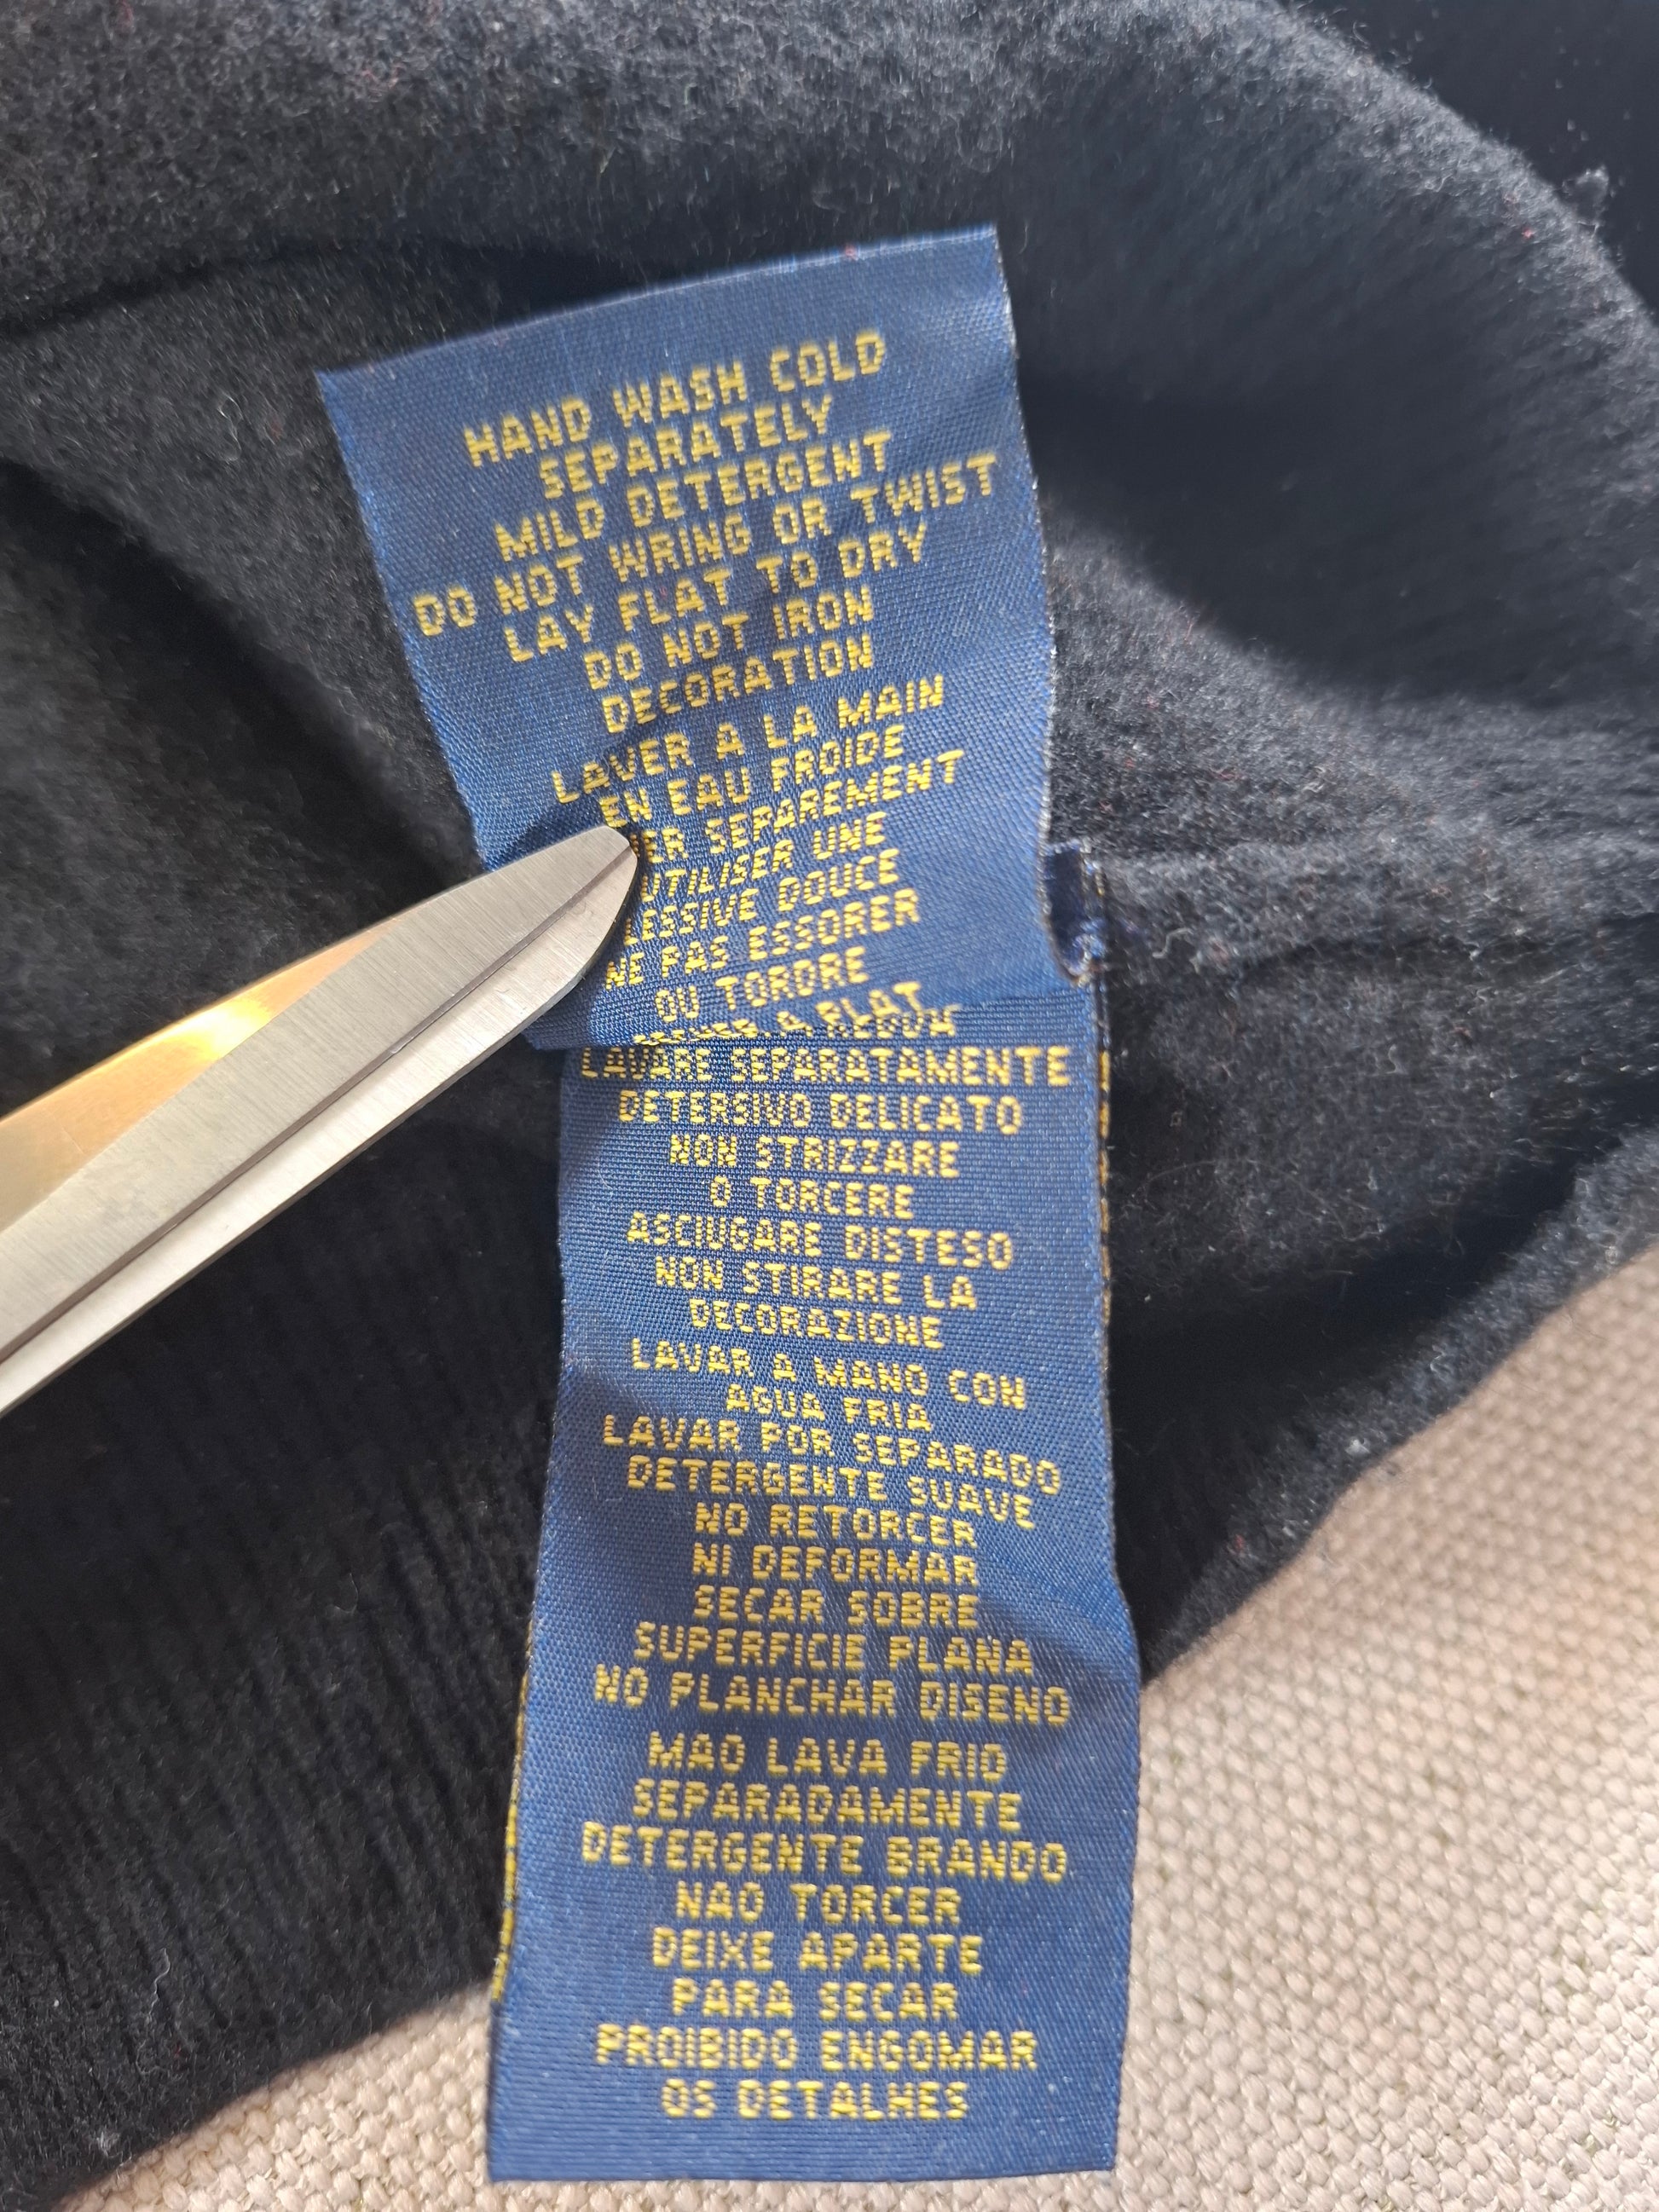 HAND WASH COLD
SEPARATELY
MILD DETERGENT
DO NOT WRING OR TWIST
LAY FLAT TO DRY
DO NOT IRON
DECORATION
LAVER A LA MAIN
EN EAU FROIDE
SEPAREMENT
UTILISER UNE
LESSIVE DOUCE
NE PAS ESSORER
OU TORDRE
A PLAT
LAVARE SEPARATAMENTE
DETERSIVO DELICATO
NON STRIZZARE
O TORCERE
ASCIUGARE DISTESO
NON STIRARE LA
DECORAZIONE
LAVAR A MANO CON
AGUA FRIA
LAVAR POR SEPARADO
DETERGENTE SUAVE
NO RETORCER
NI DEFORMAR
SECAR SOBRE
SUPERFICIE PLANA
NO PLANCHAR DISENO
MAO LAVA FRIO
SEPARADAMENTE
DETERGENTE BRANDO
NAO TORCER
DEIXE APARTE
PARA SECAR
PROIBIDO ENGOMAR
OS DETALHES